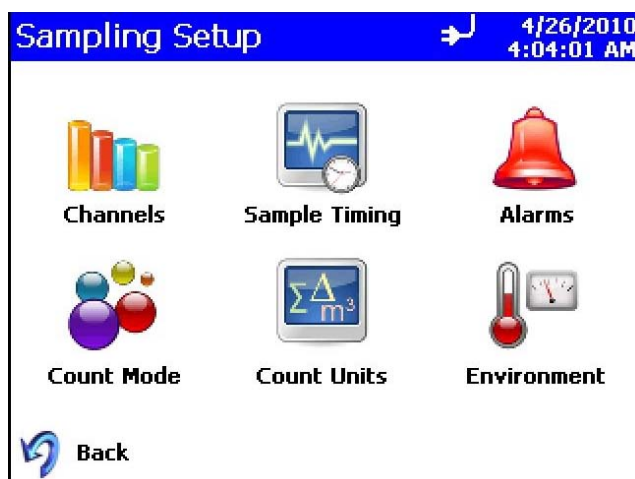 Sampling Setup
4/26/2010
4:04:01 AM
Channels
Sample Timing
Alarms
Σ Δ
m³
Count Mode
Count Units
Environment
Back